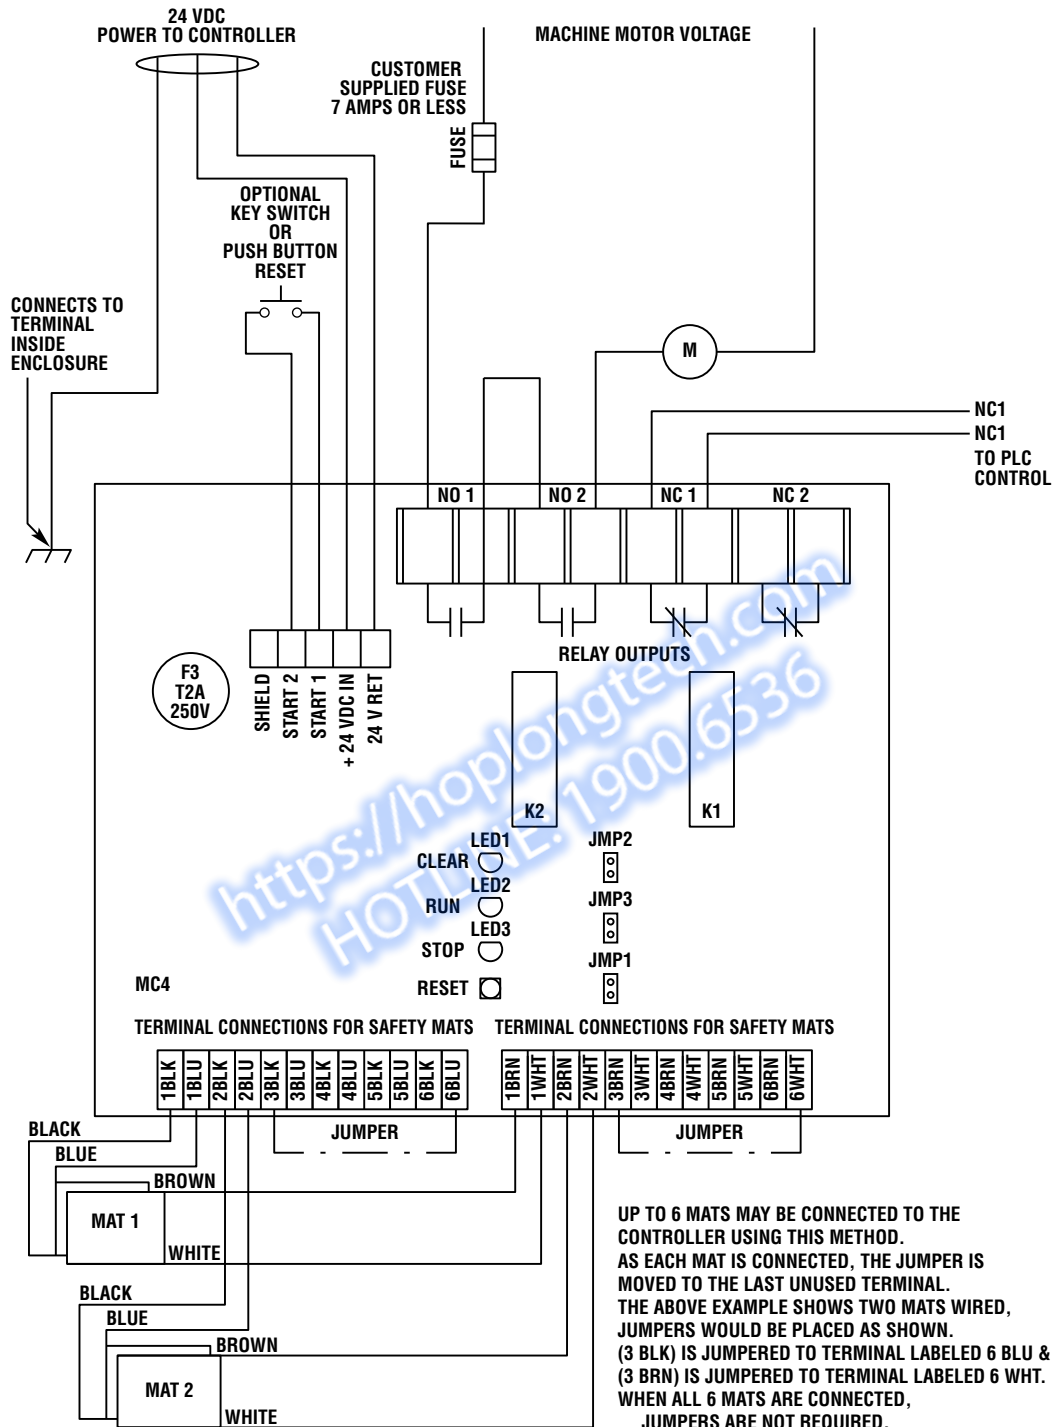 24 VDC
POWER TO CONTROLLER
MACHINE MOTOR VOLTAGE
CUSTOMER
SUPPLIED FUSE
7 AMPS OR LESS
FUSE
OPTIONAL
KEY SWITCH
OR
PUSH BUTTON
RESET
CONNECTS TO
TERMINAL
INSIDE
ENCLOSURE
M
NC1
NC1
TO PLC
CONTROL
NO 1
NO 2
NC 1
NC 2
RELAY OUTPUTS
F3
T2A
250V
SHIELD
START 2
START 1
+ 24 VDC IN
24 V RET
K2
K1
LED1
CLEAR
LED2
RUN
LED3
STOP
RESET
JMP2
JMP3
JMP1
MC4
https://hoplongtech.com
HOTLINE: 1900.6536
TERMINAL CONNECTIONS FOR SAFETY MATS
TERMINAL CONNECTIONS FOR SAFETY MATS
1BLK
1BLU
2BLK
2BLU
3BLK
3BLU
4BLK
4BLU
5BLK
5BLU
6BLK
6BLU
1BRN
1WHT
2BRN
2WHT
3BRN
3WHT
4BRN
4WHT
5BRN
5WHT
6BRN
6WHT
JUMPER
JUMPER
BLACK
BLUE
BROWN
MAT 1
WHITE
BLACK
BLUE
BROWN
MAT 2
WHITE
UP TO 6 MATS MAY BE CONNECTED TO THE
CONTROLLER USING THIS METHOD.
AS EACH MAT IS CONNECTED, THE JUMPER IS
MOVED TO THE LAST UNUSED TERMINAL.
THE ABOVE EXAMPLE SHOWS TWO MATS WIRED,
JUMPERS WOULD BE PLACED AS SHOWN.
(3 BLK) IS JUMPERED TO TERMINAL LABELED 6 BLU &
(3 BRN) IS JUMPERED TO TERMINAL LABELED 6 WHT.
WHEN ALL 6 MATS ARE CONNECTED,
JUMPERS ARE NOT REQUIRED.